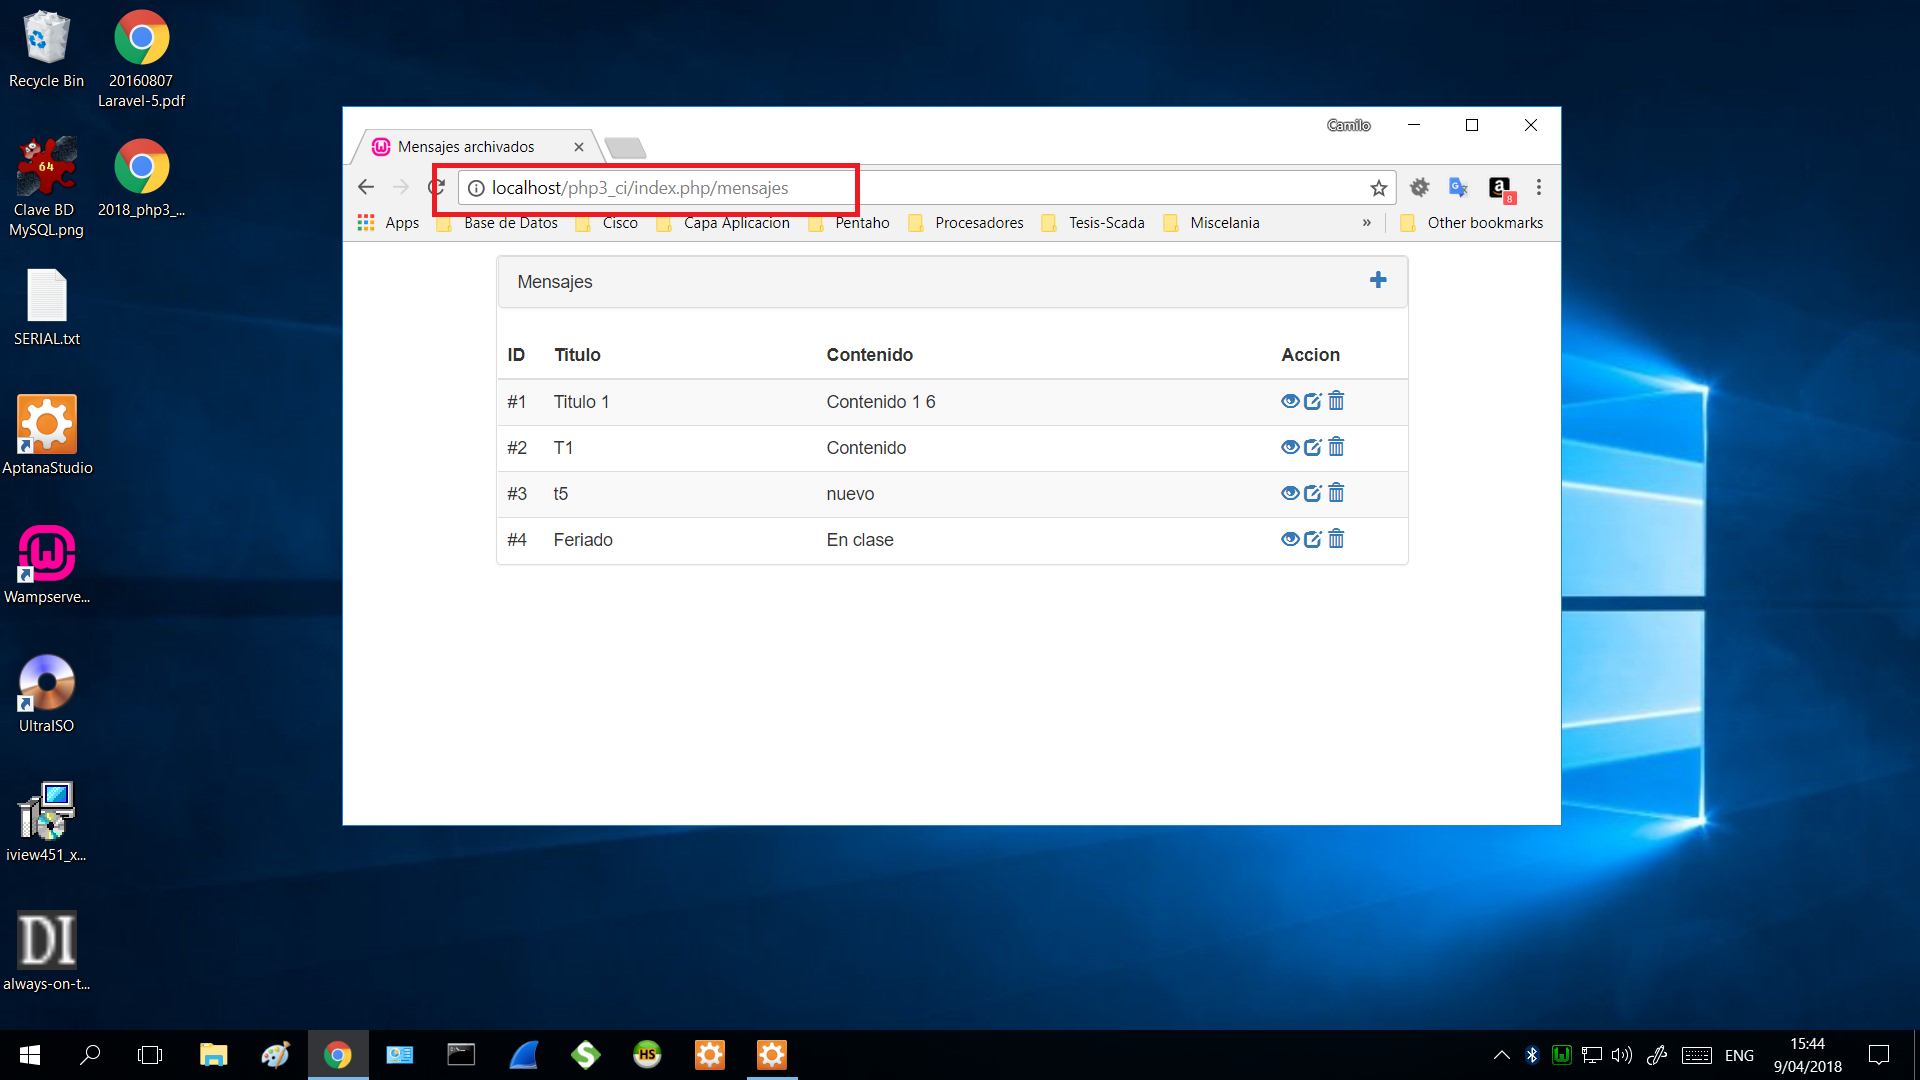 Recycle Bin
20160807
Laravel-5.pdf
64
Clave BD
MySQL.png
2018_php3_...
SERIAL.txt
AptanaStudio
Wampserve...
UltraISO
iview451_x...
DI
always-on-t...
Camilo
Mensajes archivados
localhost/php3_ci/index.php/mensajes
a
8
Apps
Base de Datos
Cisco
Capa Aplicacion
Pentaho
Procesadores
Tesis-Scada
Miscelania
»
Other bookmarks
Mensajes
ID Titulo Contenido Accion
#1 Titulo 1 Contenido 1 6
#2 T1 Contenido
#3 t5 nuevo
#4 Feriado En clase
HS
ENG
15:44
9/04/2018